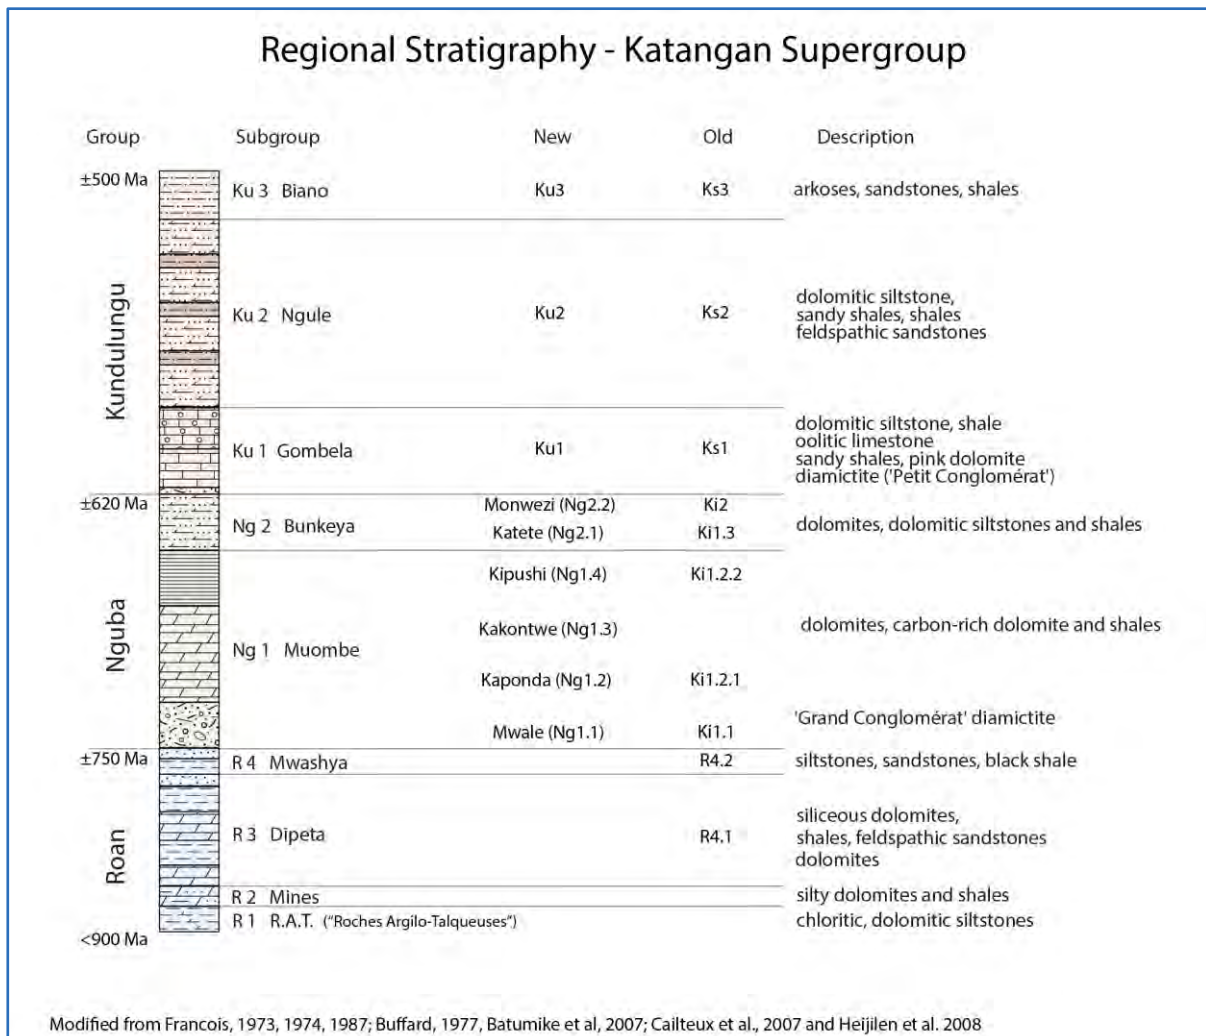 Regional Stratigraphy - Katangan Supergroup
Group Subgroup New Old Description
±500 Ma
Ku 3 Biano Ku3 Ks3 arkoses, sandstones, shales
Kundulungu
Ku 2 Ngule Ku2 Ks2
dolomitic siltstone,
sandy shales, shales
feldspathic sandstones
Ku 1 Gombela Ku1 Ks1
dolomitic siltstone, shale
oolitic limestone
sandy shales, pink dolomite
diamictite ('Petit Conglomérat')
±620 Ma
Nguba
Ng 2 Bunkeya
Monwezi (Ng2.2) Ki2
Katete (Ng2.1) Ki1.3
dolomites, dolomitic siltstones and shales
Ng 1 Muombe
Kipushi (Ng1.4) Ki1.2.2
Kakontwe (Ng1.3)
dolomites, carbon-rich dolomite and shales
Kaponda (Ng1.2) Ki1.2.1
Mwale (Ng1.1) Ki1.1
'Grand Conglomérat' diamictite
±750 Ma
Roan
R 4 Mwashya R4.2 siltstones, sandstones, black shale
R 3 Dipeta R4.1
siliceous dolomites,
shales, feldspathic sandstones
dolomites
R 2 Mines silty dolomites and shales
R 1 R.A.T. ("Roches Argilo-Talqueuses") chloritic, dolomitic siltstones
<900 Ma
Modified from Francois, 1973, 1974, 1987; Buffard, 1977, Batumike et al, 2007; Cailteux et al., 2007 and Heijilen et al. 2008